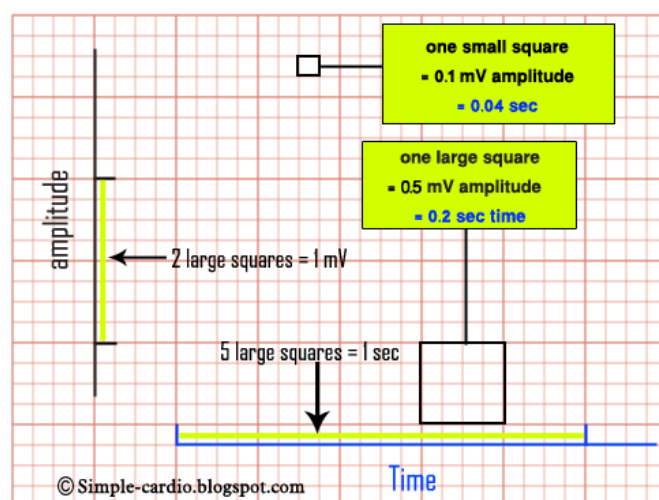 one small square
= 0.1 mV amplitude
= 0.04 sec
one large square
= 0.5 mV amplitude
= 0.2 sec time
amplitude
2 large squares = 1 mV
5 large squares = 1 sec
Time
© Simple-cardio.blogspot.com